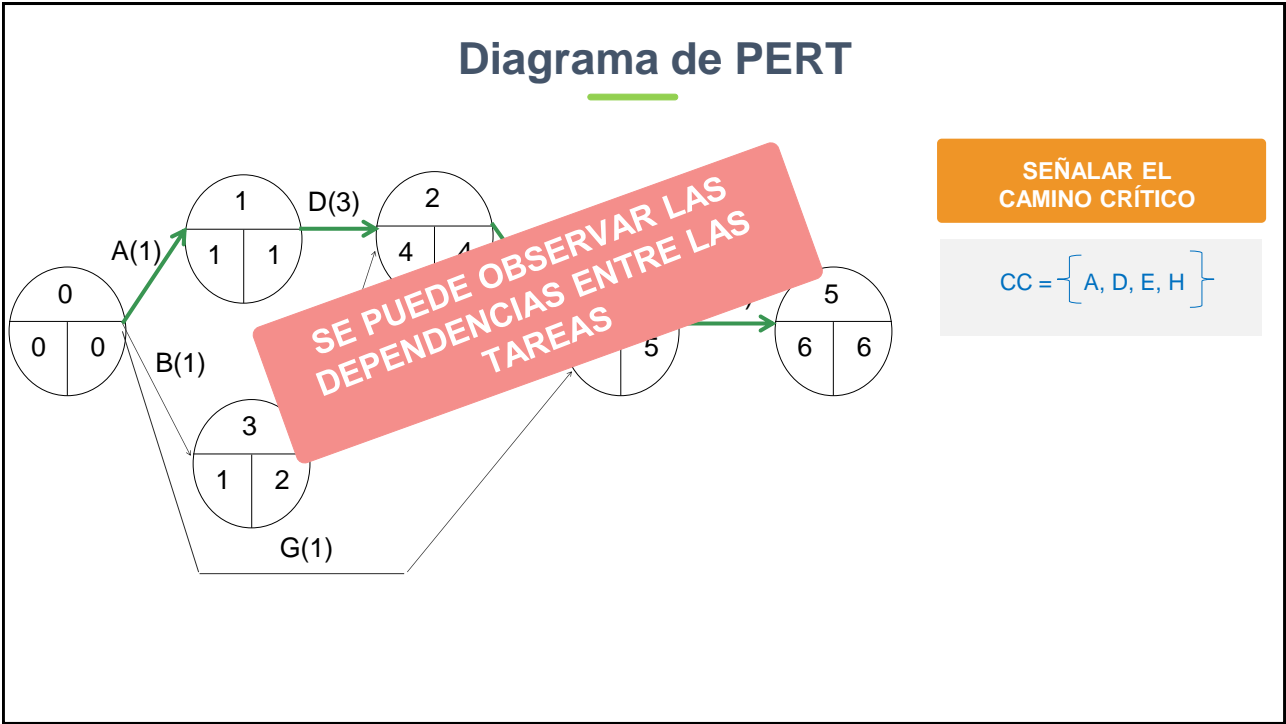 Diagrama de PERT
SEÑALAR EL
CAMINO CRÍTICO
CC = { A, D, E, H }
1
1 1
D(3)
2
4 4
A(1)
0
0 0
B(1)
SE PUEDE OBSERVAR LAS
DEPENDENCIAS ENTRE LAS
TAREAS
5
5
6 6
3
1 2
G(1)